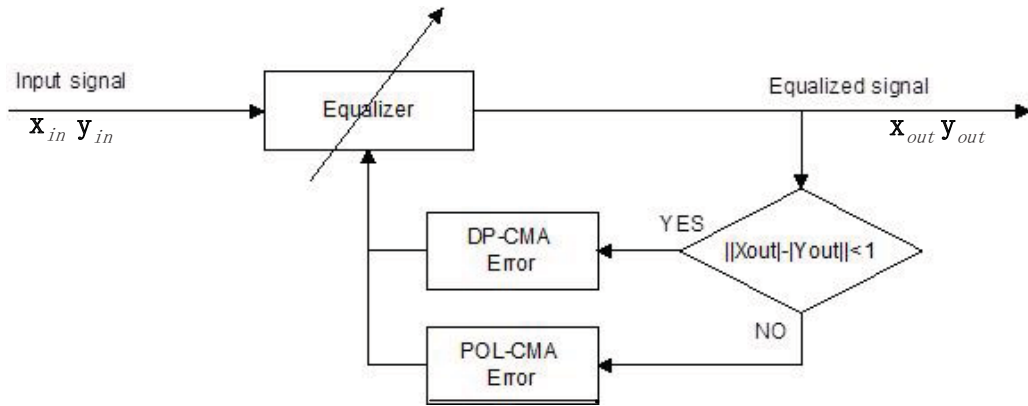 Input signal
Equalizer
Equalized signal
x_in y_in
x_out y_out
YES
DP-CMA
Error
||Xout|-|Yout||<1
NO
POL-CMA
Error